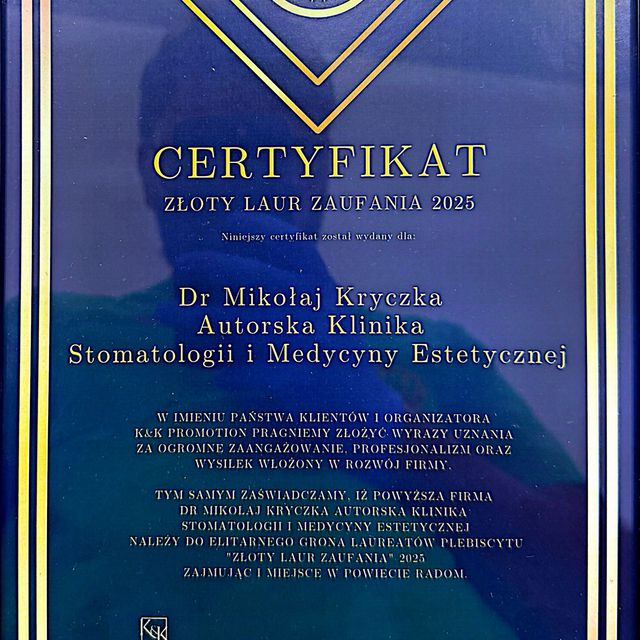 CERTYFIKAT
ZŁOTY LAUR ZAUFANIA 2025
Niniejszy certyfikat został wydany dla:
Dr Mikołaj Kryczka
Autorska Klinika
Stomatologii i Medycyny Estetycznej
W IMIENIU PAŃSTWA KLIENTÓW I ORGANIZATORA
K&K PROMOTION PRAGNIEMY ZŁOŻYĆ WYRAZY UZNANIA
ZA OGROMNE ZAANGAŻOWANIE, PROFESJONALIZM ORAZ
WYSIŁEK WŁOŻONY W ROZWÓJ FIRMY.
TYM SAMYM ZAŚWIADCZAMY, IŻ POWYŻSZA FIRMA
DR MIKOŁAJ KRYCZKA AUTORSKA KLINIKA
STOMATOLOGII I MEDYCYNY ESTETYCZNEJ
NALEŻY DO ELITARNEGO GRONA LAUREATÓW PLEBISCYTU
"ZŁOTY LAUR ZAUFANIA" 2025
ZAJMUJĄC I MIEJSCE W POWIECIE RADOM.
K&K